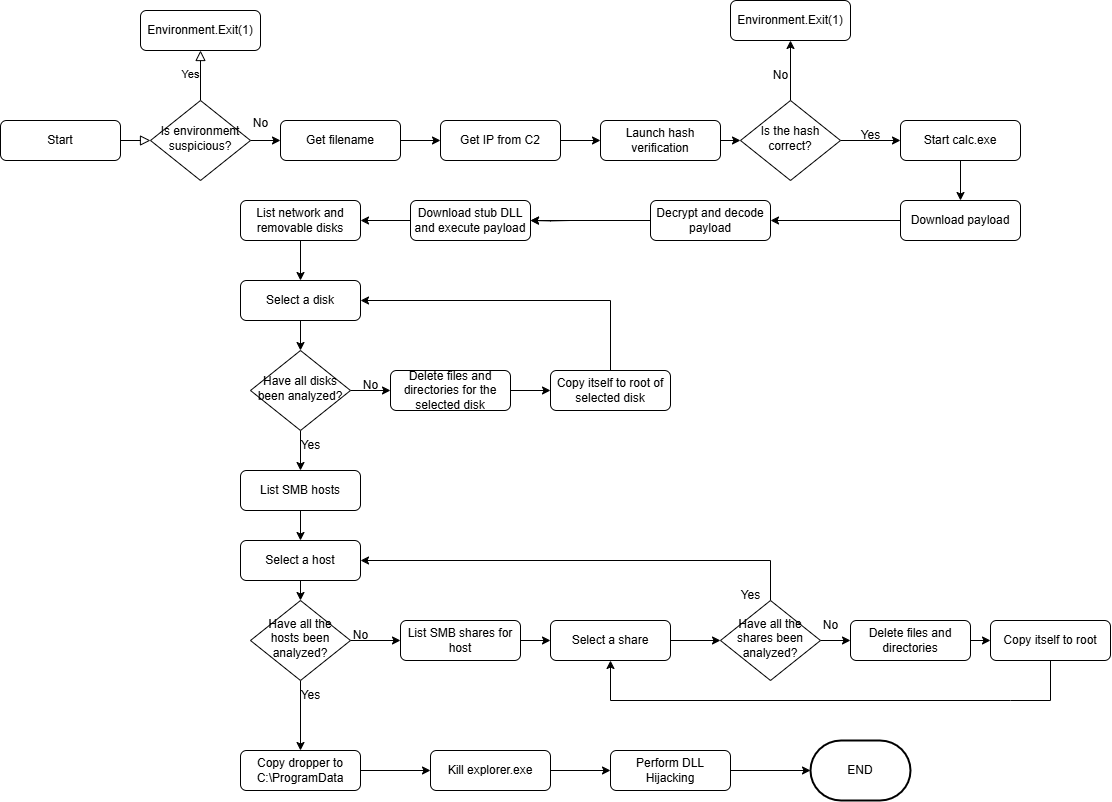 Environment.Exit(1)
Environment.Exit(1)
Yes
No
Start
Is environment
suspicious?
No
Get filename
Get IP from C2
Launch hash
verification
Is the hash
correct?
Yes
Start calc.exe
List network and
removable disks
Download stub DLL
and execute payload
Decrypt and decode
payload
Download payload
Select a disk
Have all disks
been analyzed?
No
Delete files and
directories for the
selected disk
Copy itself to root of
selected disk
Yes
List SMB hosts
Select a host
Yes
Have all the
hosts been
analyzed?
No
List SMB shares for
host
Select a share
Have all the
shares been
analyzed?
No
Delete files and
directories
Copy itself to root
Yes
Copy dropper to
C:\ProgramData
Kill explorer.exe
Perform DLL
Hijacking
END